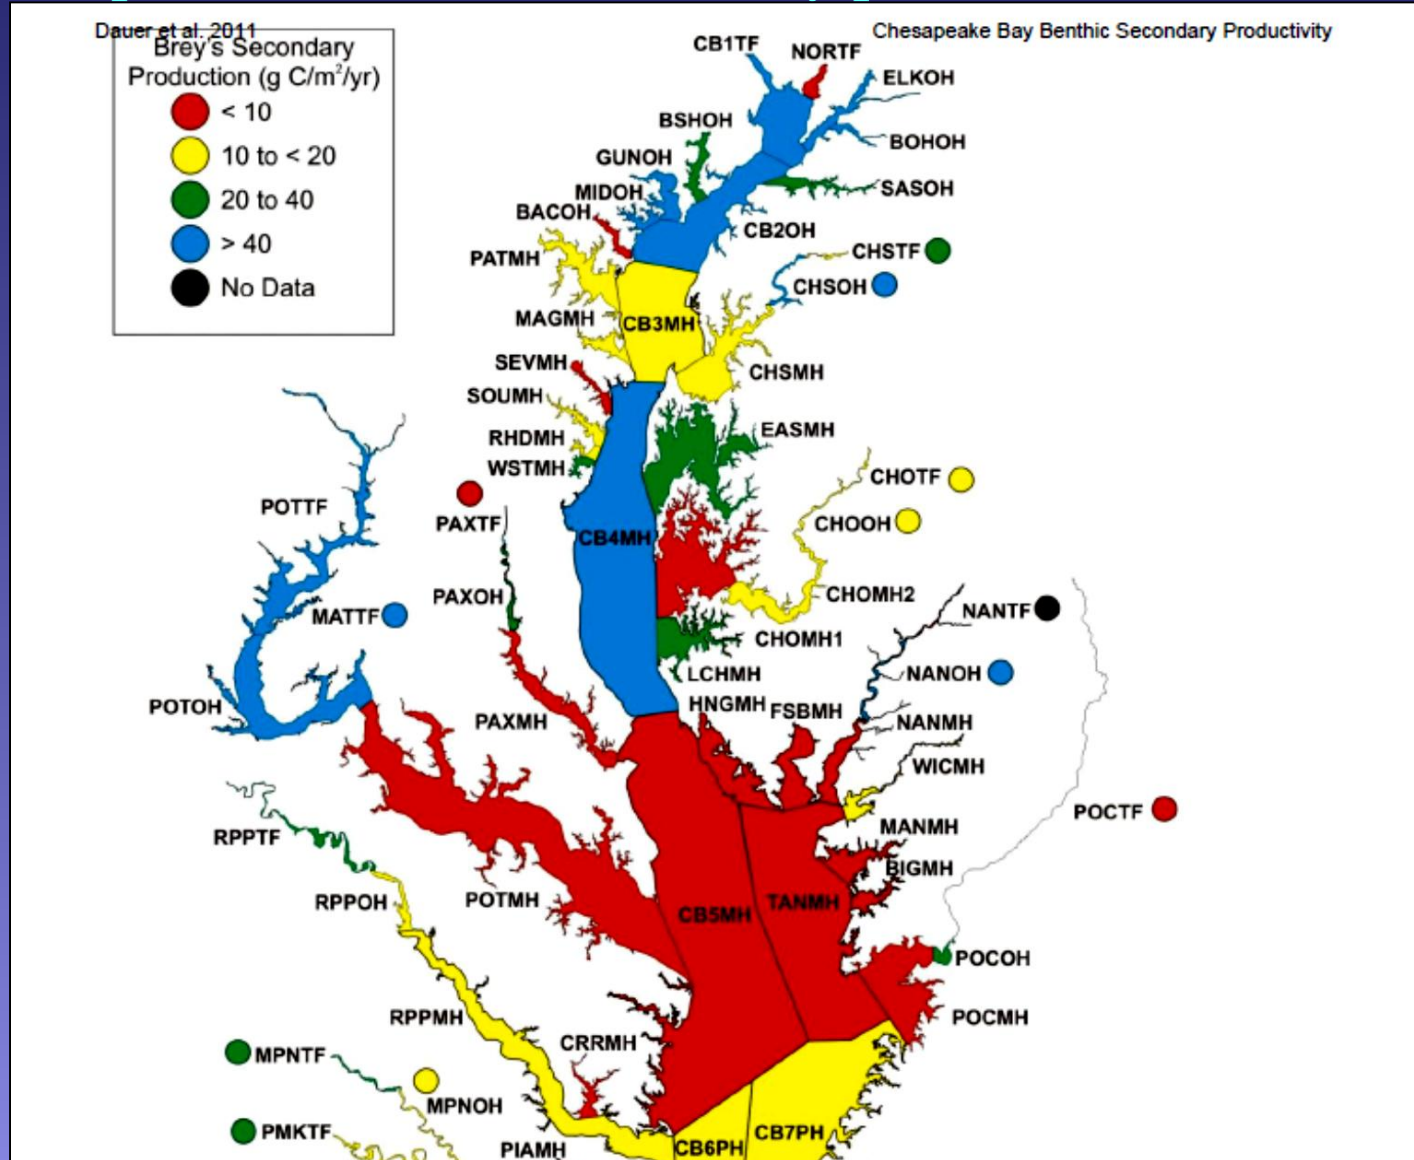 Dauer et al. 2011
Chesapeake Bay Benthic Secondary Productivity
Brey's Secondary
Production (g C/m²/yr)
< 10
10 to < 20
20 to 40
> 40
No Data
CB1TF
NORTF
ELKOH
BSHOH
BOHOH
GUNOH
MIDOH
SASOH
BACOH
CB2OH
PATMH
CHSTF
CHSOH
MAGMH
CB3MH
SEVMH
CHSMH
SOUMH
RHDMH
EASMH
WSTMH
CHOTF
POTTF
PAXTF
CHOOH
CB4MH
PAXOH
CHOMH2
MATTF
NANTF
CHOMH1
LCHMH
NANOH
POTOH
HNGMH
FSBMH
PAXMH
NANMH
WICMH
POCTF
RPPTF
MANMH
BIGMH
RPPOH
POTMH
CB5MH
TANMH
POCOH
RPPMH
POCMH
CRRMH
MPNTF
MPNOH
PMKTF
PIAMH
CB6PH
CB7PH